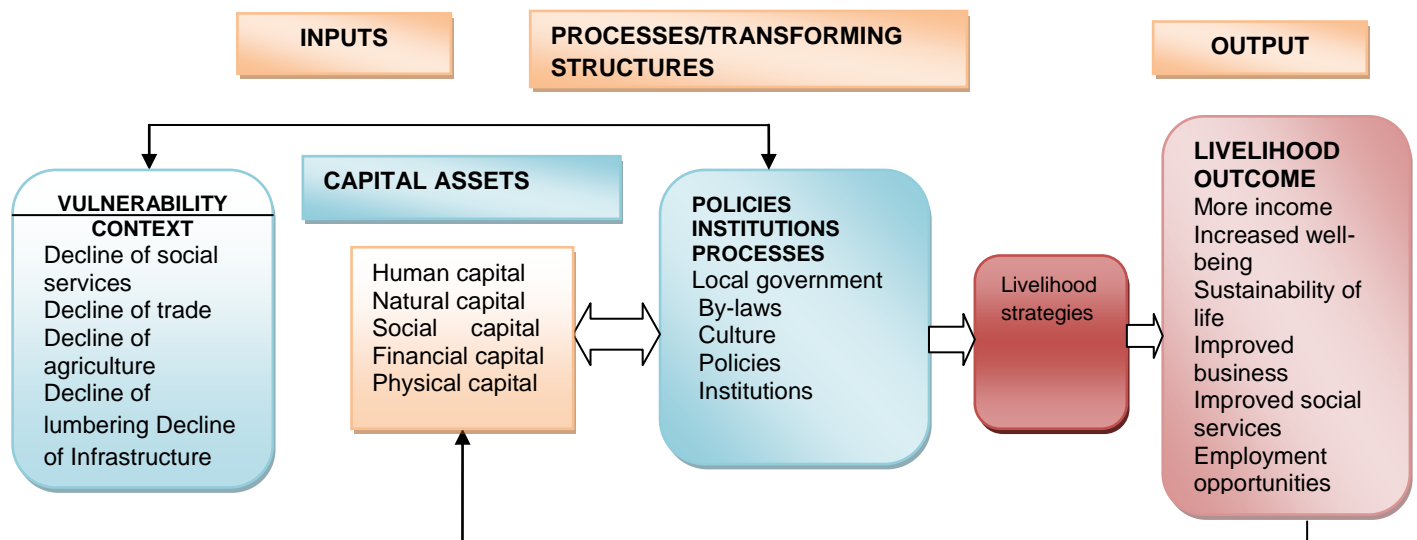 INPUTS
PROCESSES/TRANSFORMING
STRUCTURES
OUTPUT
VULNERABILITY
CONTEXT
Decline of social
services
Decline of trade
Decline of
agriculture
Decline of
lumbering Decline
of Infrastructure
CAPITAL ASSETS
Human capital
Natural capital
Social capital
Financial capital
Physical capital
POLICIES
INSTITUTIONS
PROCESSES
Local government
By-laws
Culture
Policies
Institutions
Livelihood
strategies
LIVELIHOOD
OUTCOME
More income
Increased well-
being
Sustainability of
life
Improved
business
Improved social
services
Employment
opportunities